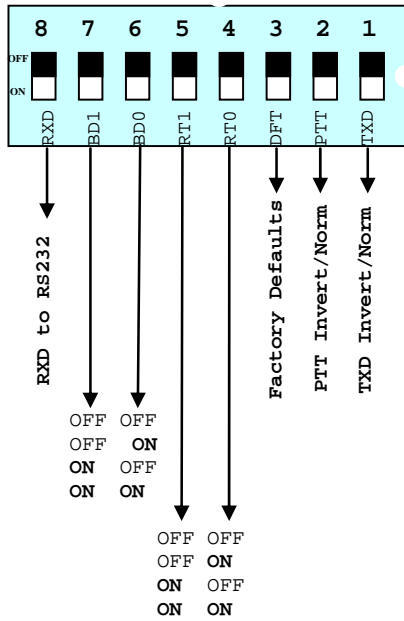 8 7 6 5 4 3 2 1
OFF
ON
RXD BD1 BD0 RT1 RT0 DFT PTT TXD
RXD to RS232
Factory Defaults
PTT Invert/Norm
TXD Invert/Norm
OFF OFF
OFF ON
ON OFF
ON ON
OFF OFF
OFF ON
ON OFF
ON ON